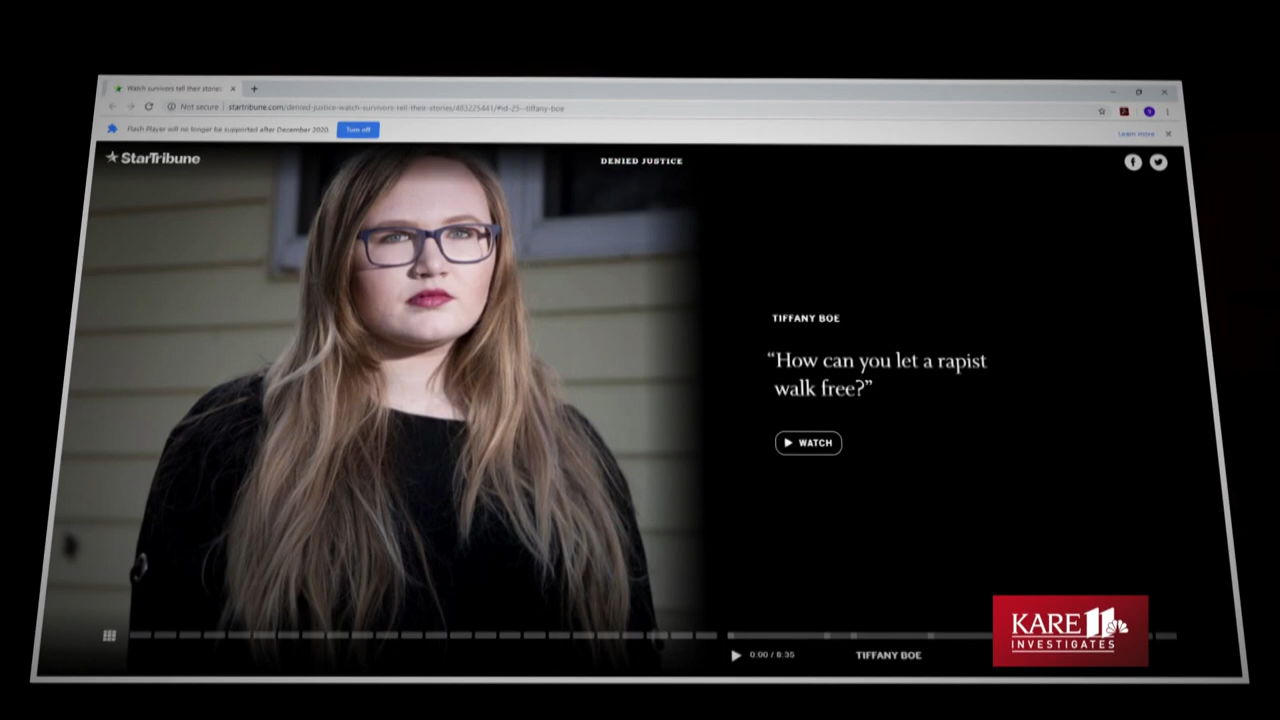 Watch survivors tell their stories
Not secure
startribune.com/denied-justice-watch-survivors-tell-their-stories/483225441/#id-25--tiffany-boe
Flash Player will no longer be supported after December 2020.
Turn off
Learn more
StarTribune
DENIED JUSTICE
TIFFANY BOE
“How can you let a rapist
walk free?”
WATCH
0:00 / 8:35
TIFFANY BOE
KARE 11
INVESTIGATES